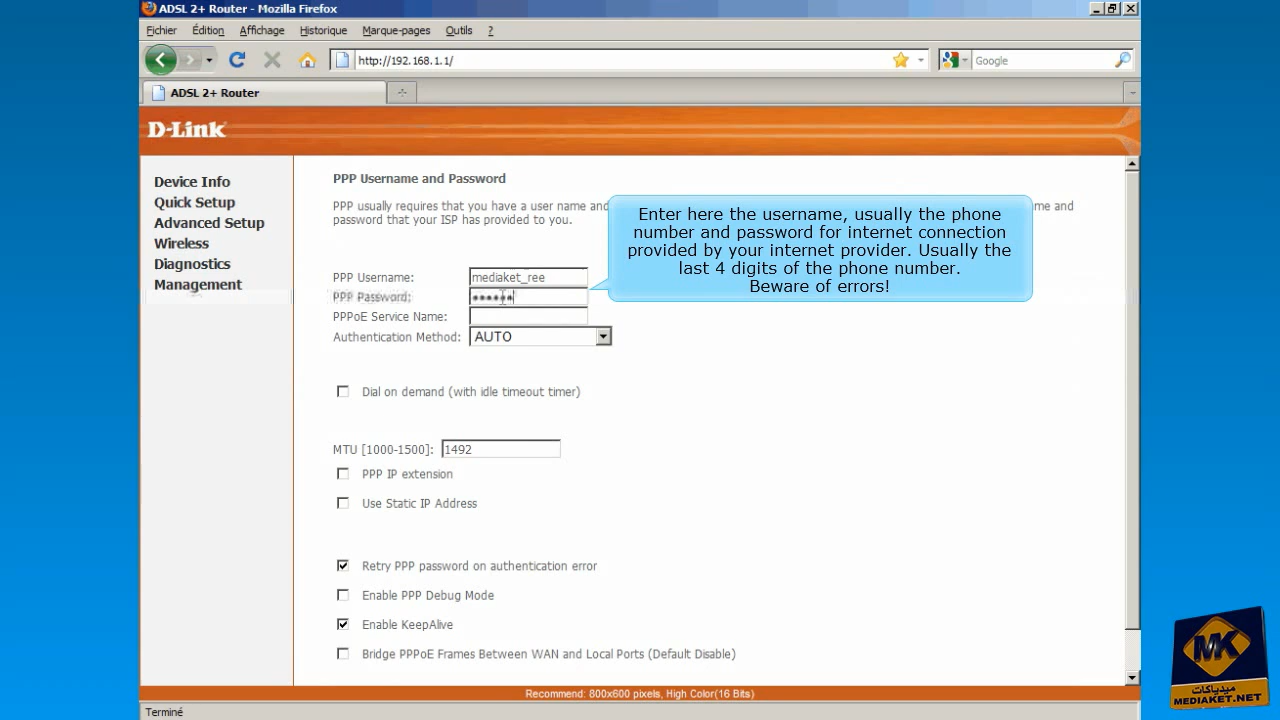 ADSL 2+ Router - Mozilla Firefox
Fichier Édition Affichage Historique Marque-pages Outils ?
http://192.168.1.1/
Google
ADSL 2+ Router
D-Link
Device Info
Quick Setup
Advanced Setup
Wireless
Diagnostics
Management
PPP Username and Password
PPP usually requires that you have a user name and
me and
password that your ISP has provided to you.
Enter here the username, usually the phone
number and password for internet connection
provided by your internet provider. Usually the
last 4 digits of the phone number.
Beware of errors!
PPP Username: mediaket_ree
PPP Password: ••••••
PPPoE Service Name:
Authentication Method: AUTO
Dial on demand (with idle timeout timer)
MTU [1000-1500]: 1492
PPP IP extension
Use Static IP Address
Retry PPP password on authentication error
Enable PPP Debug Mode
Enable KeepAlive
Bridge PPPoE Frames Between WAN and Local Ports (Default Disable)
Recommend: 800x600 pixels, High Color(16 Bits)
Terminé
MK
ميدياكات
MEDIAKET.NET